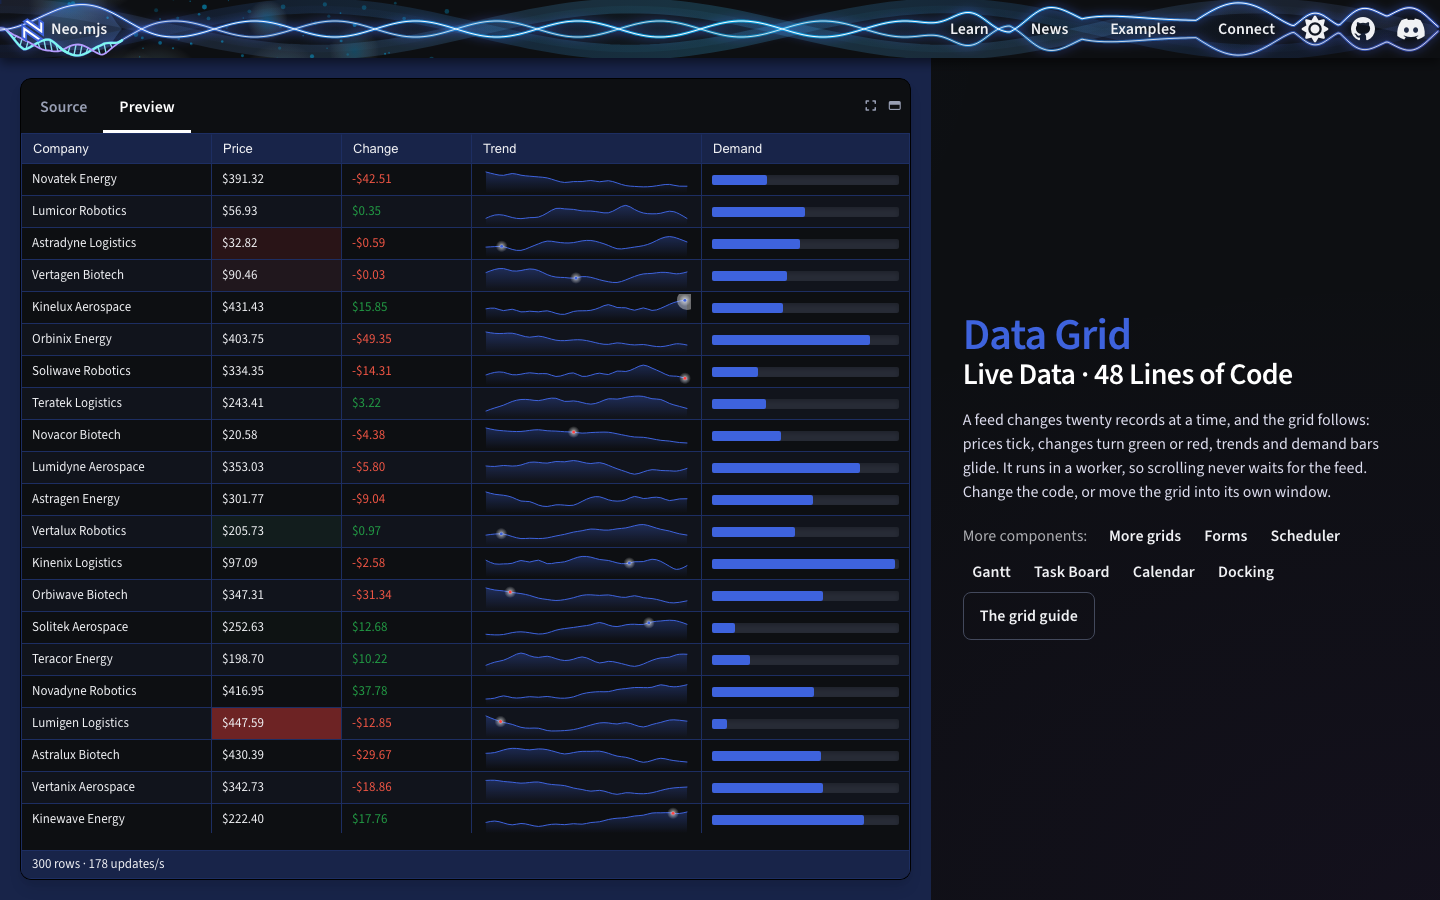 Neo.mjs Learn News Examples Connect
Source Preview
Company Price Change Trend Demand
Novatek Energy $391.32 -$42.51
Lumicor Robotics $56.93 $0.35
Astradyne Logistics $32.82 -$0.59
Vertagen Biotech $90.46 -$0.03
Kinelux Aerospace $431.43 $15.85
Orbinix Energy $403.75 -$49.35
Soliwave Robotics $334.35 -$14.31
Teratek Logistics $243.41 $3.22
Novacor Biotech $20.58 -$4.38
Lumidyne Aerospace $353.03 -$5.80
Astragen Energy $301.77 -$9.04
Vertalux Robotics $205.73 $0.97
Kinenix Logistics $97.09 -$2.58
Orbiwave Biotech $347.31 -$31.34
Solitek Aerospace $252.63 $12.68
Teracor Energy $198.70 $10.22
Novadyne Robotics $416.95 $37.78
Lumigen Logistics $447.59 -$12.85
Astralux Biotech $430.39 -$29.67
Vertanix Aerospace $342.73 -$18.86
Kinewave Energy $222.40 $17.76
300 rows · 178 updates/s
Data Grid
Live Data · 48 Lines of Code
A feed changes twenty records at a time, and the grid follows:
prices tick, changes turn green or red, trends and demand bars
glide. It runs in a worker, so scrolling never waits for the feed.
Change the code, or move the grid into its own window.
More components: More grids Forms Scheduler
Gantt Task Board Calendar Docking
The grid guide